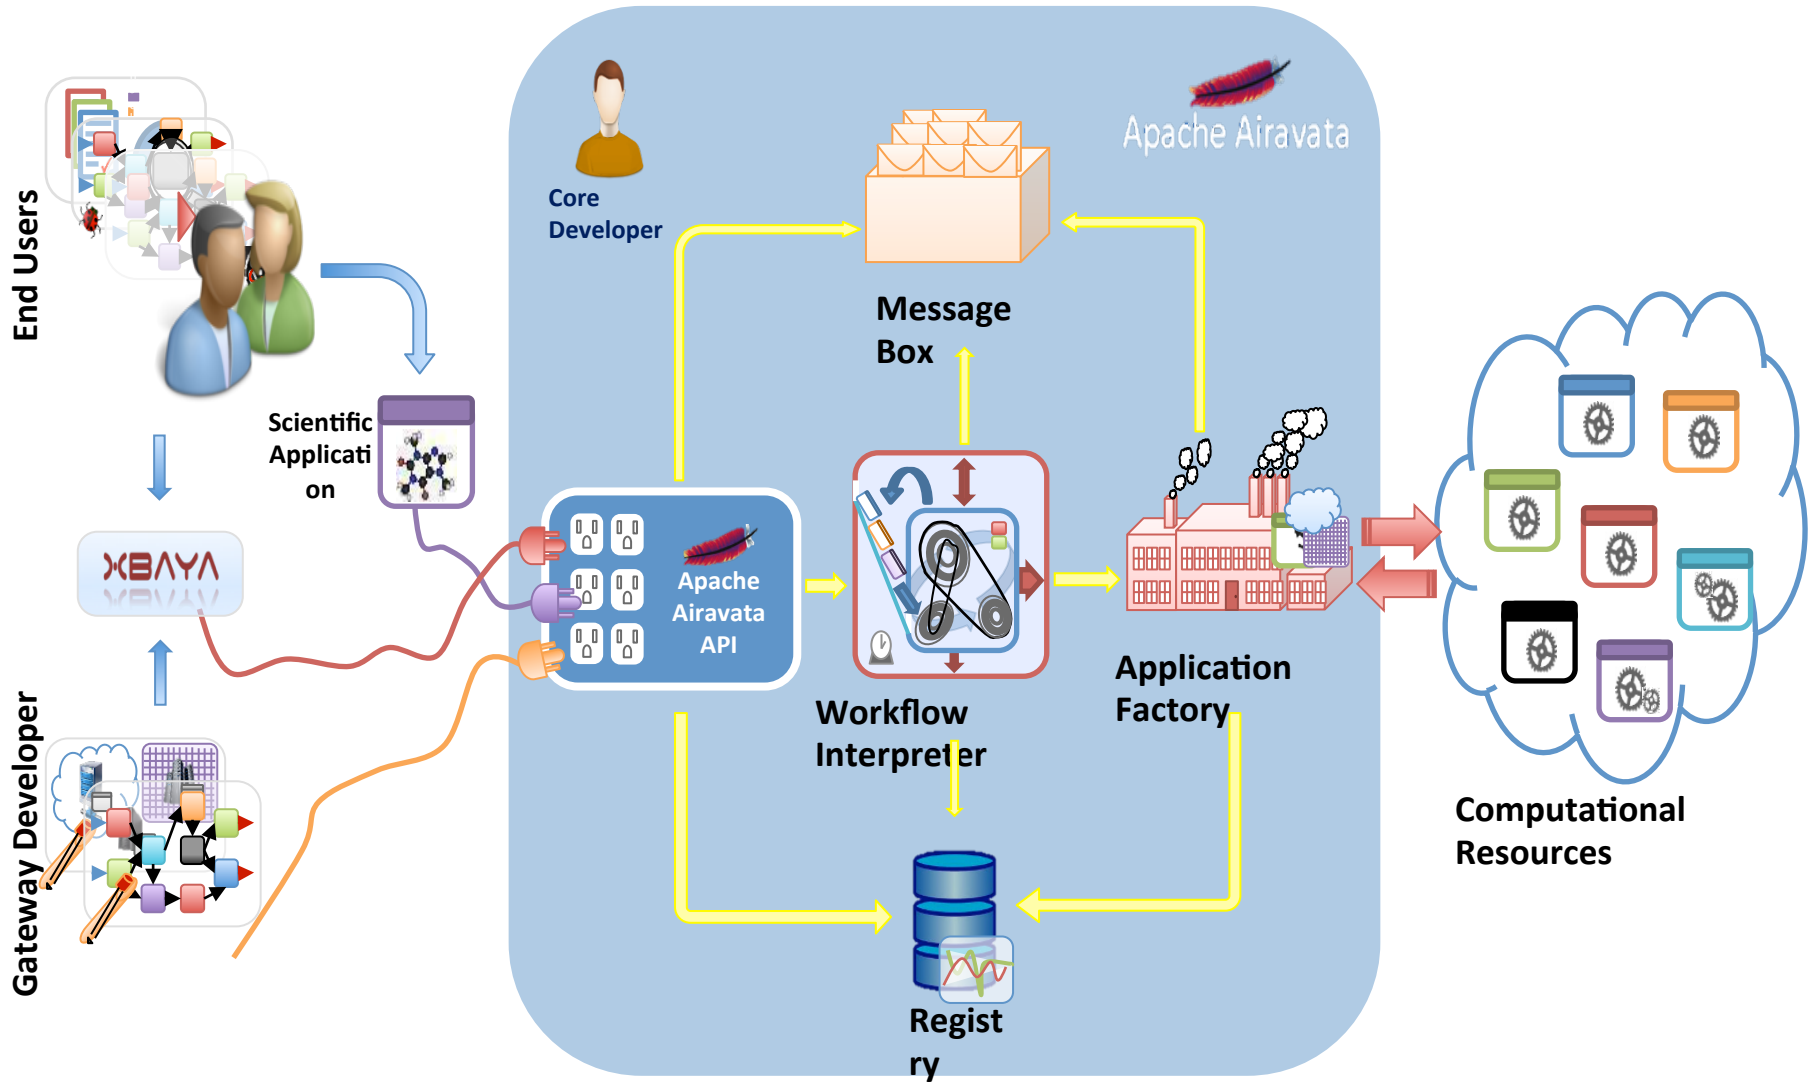 End Users
Core
Developer
Apache Airavata
Message
Box
Scientific
Applicati
on
XBAYA
Apache
Airavata
API
Workflow
Interpreter
Application
Factory
Computational
Resources
Gateway Developer
Regist
ry